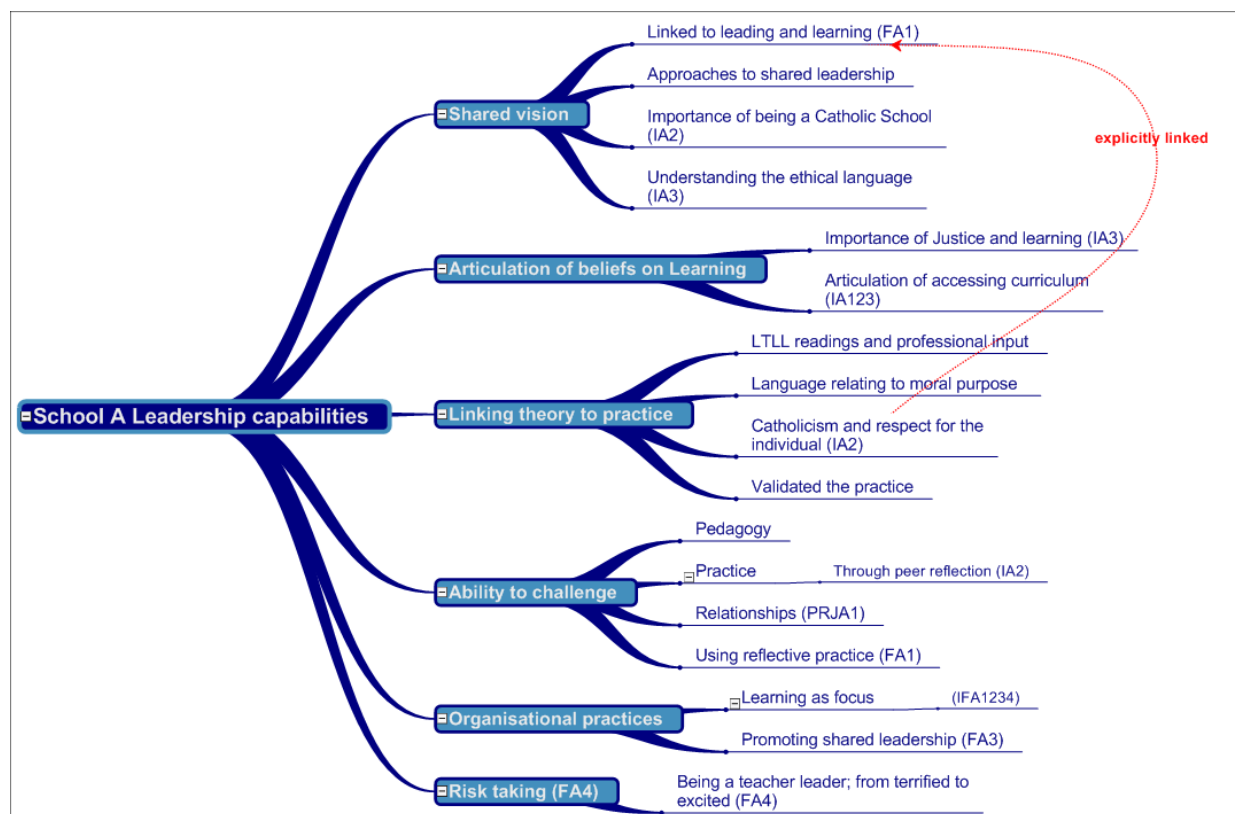 School A Leadership capabilities
Shared vision
Linked to leading and learning (FA1)
Approaches to shared leadership
Importance of being a Catholic School
(IA2)
Understanding the ethical language
(IA3)
explicitly linked
Articulation of beliefs on Learning
Importance of Justice and learning (IA3)
Articulation of accessing curriculum
(IA123)
Linking theory to practice
LTLL readings and professional input
Language relating to moral purpose
Catholicism and respect for the
individual (IA2)
Validated the practice
Ability to challenge
Pedagogy
Practice
Through peer reflection (IA2)
Relationships (PRJA1)
Using reflective practice (FA1)
Organisational practices
Learning as focus
(IFA1234)
Promoting shared leadership (FA3)
Risk taking (FA4)
Being a teacher leader; from terrified to
excited (FA4)